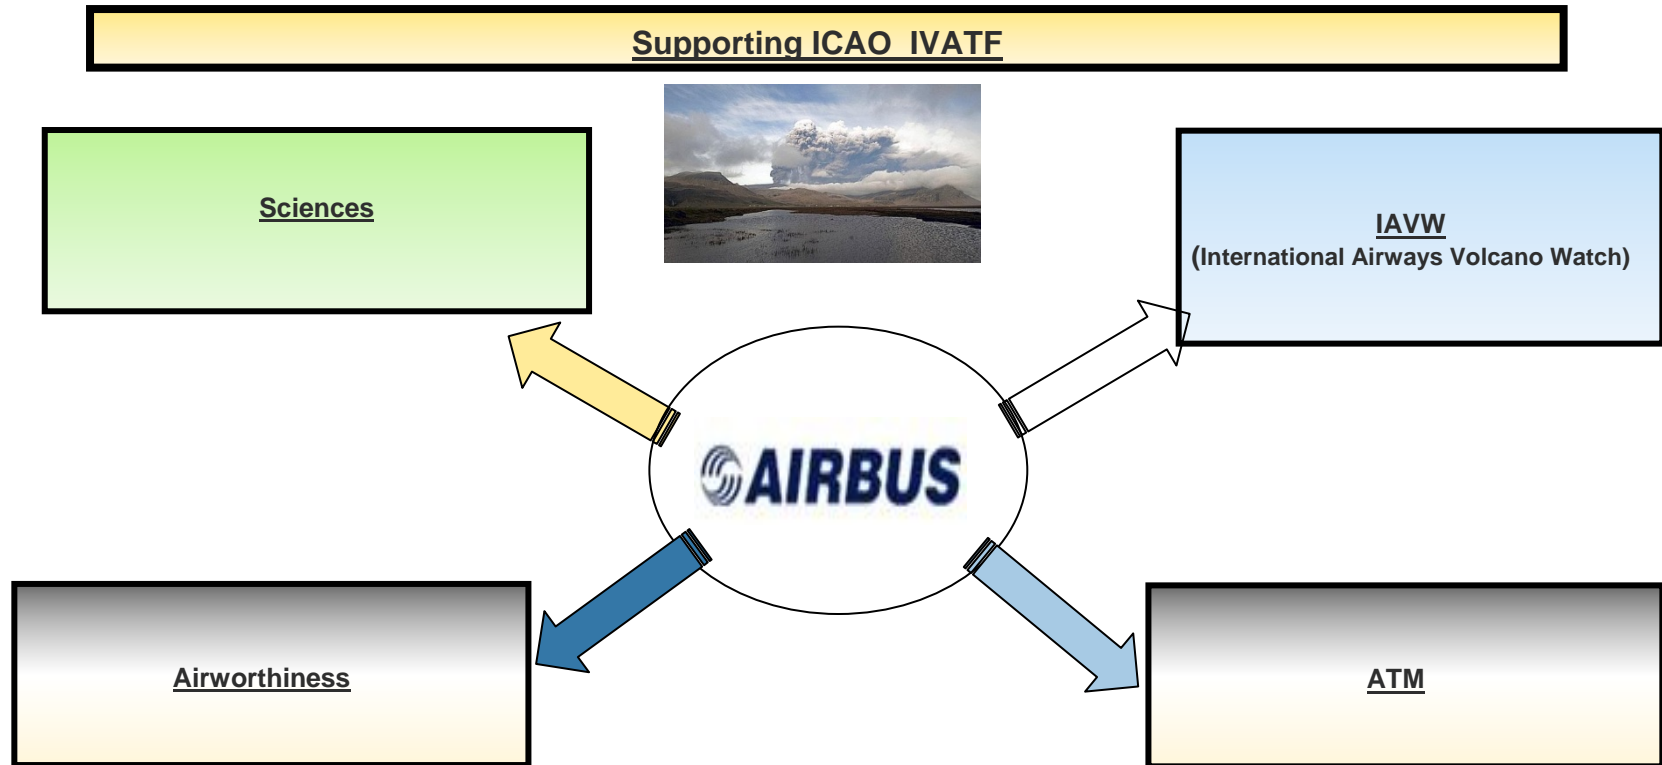 Supporting ICAO IVATF
Sciences
IAVW
(International Airways Volcano Watch)
AIRBUS
Airworthiness
ATM